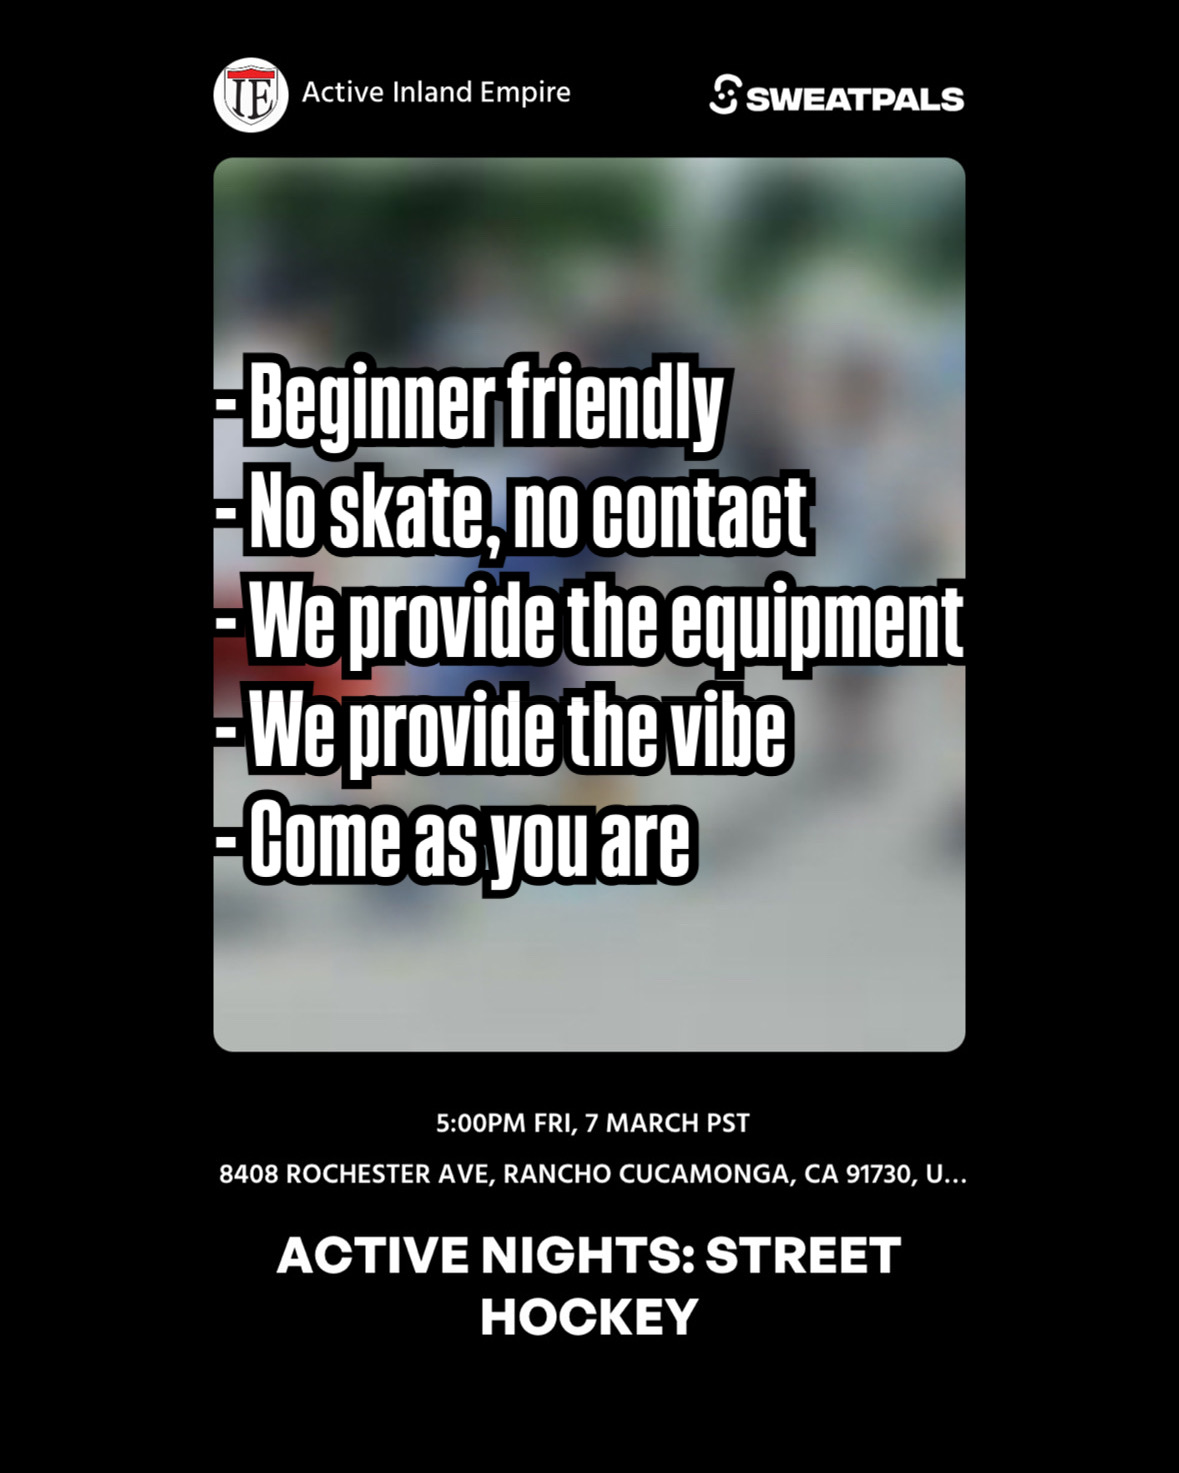 IE
Active Inland Empire
SWEATPALS
- Beginner friendly
- No skate, no contact
- We provide the equipment
- We provide the vibe
- Come as you are
5:00PM FRI, 7 MARCH PST
8408 ROCHESTER AVE, RANCHO CUCAMONGA, CA 91730, U...
ACTIVE NIGHTS: STREET
HOCKEY